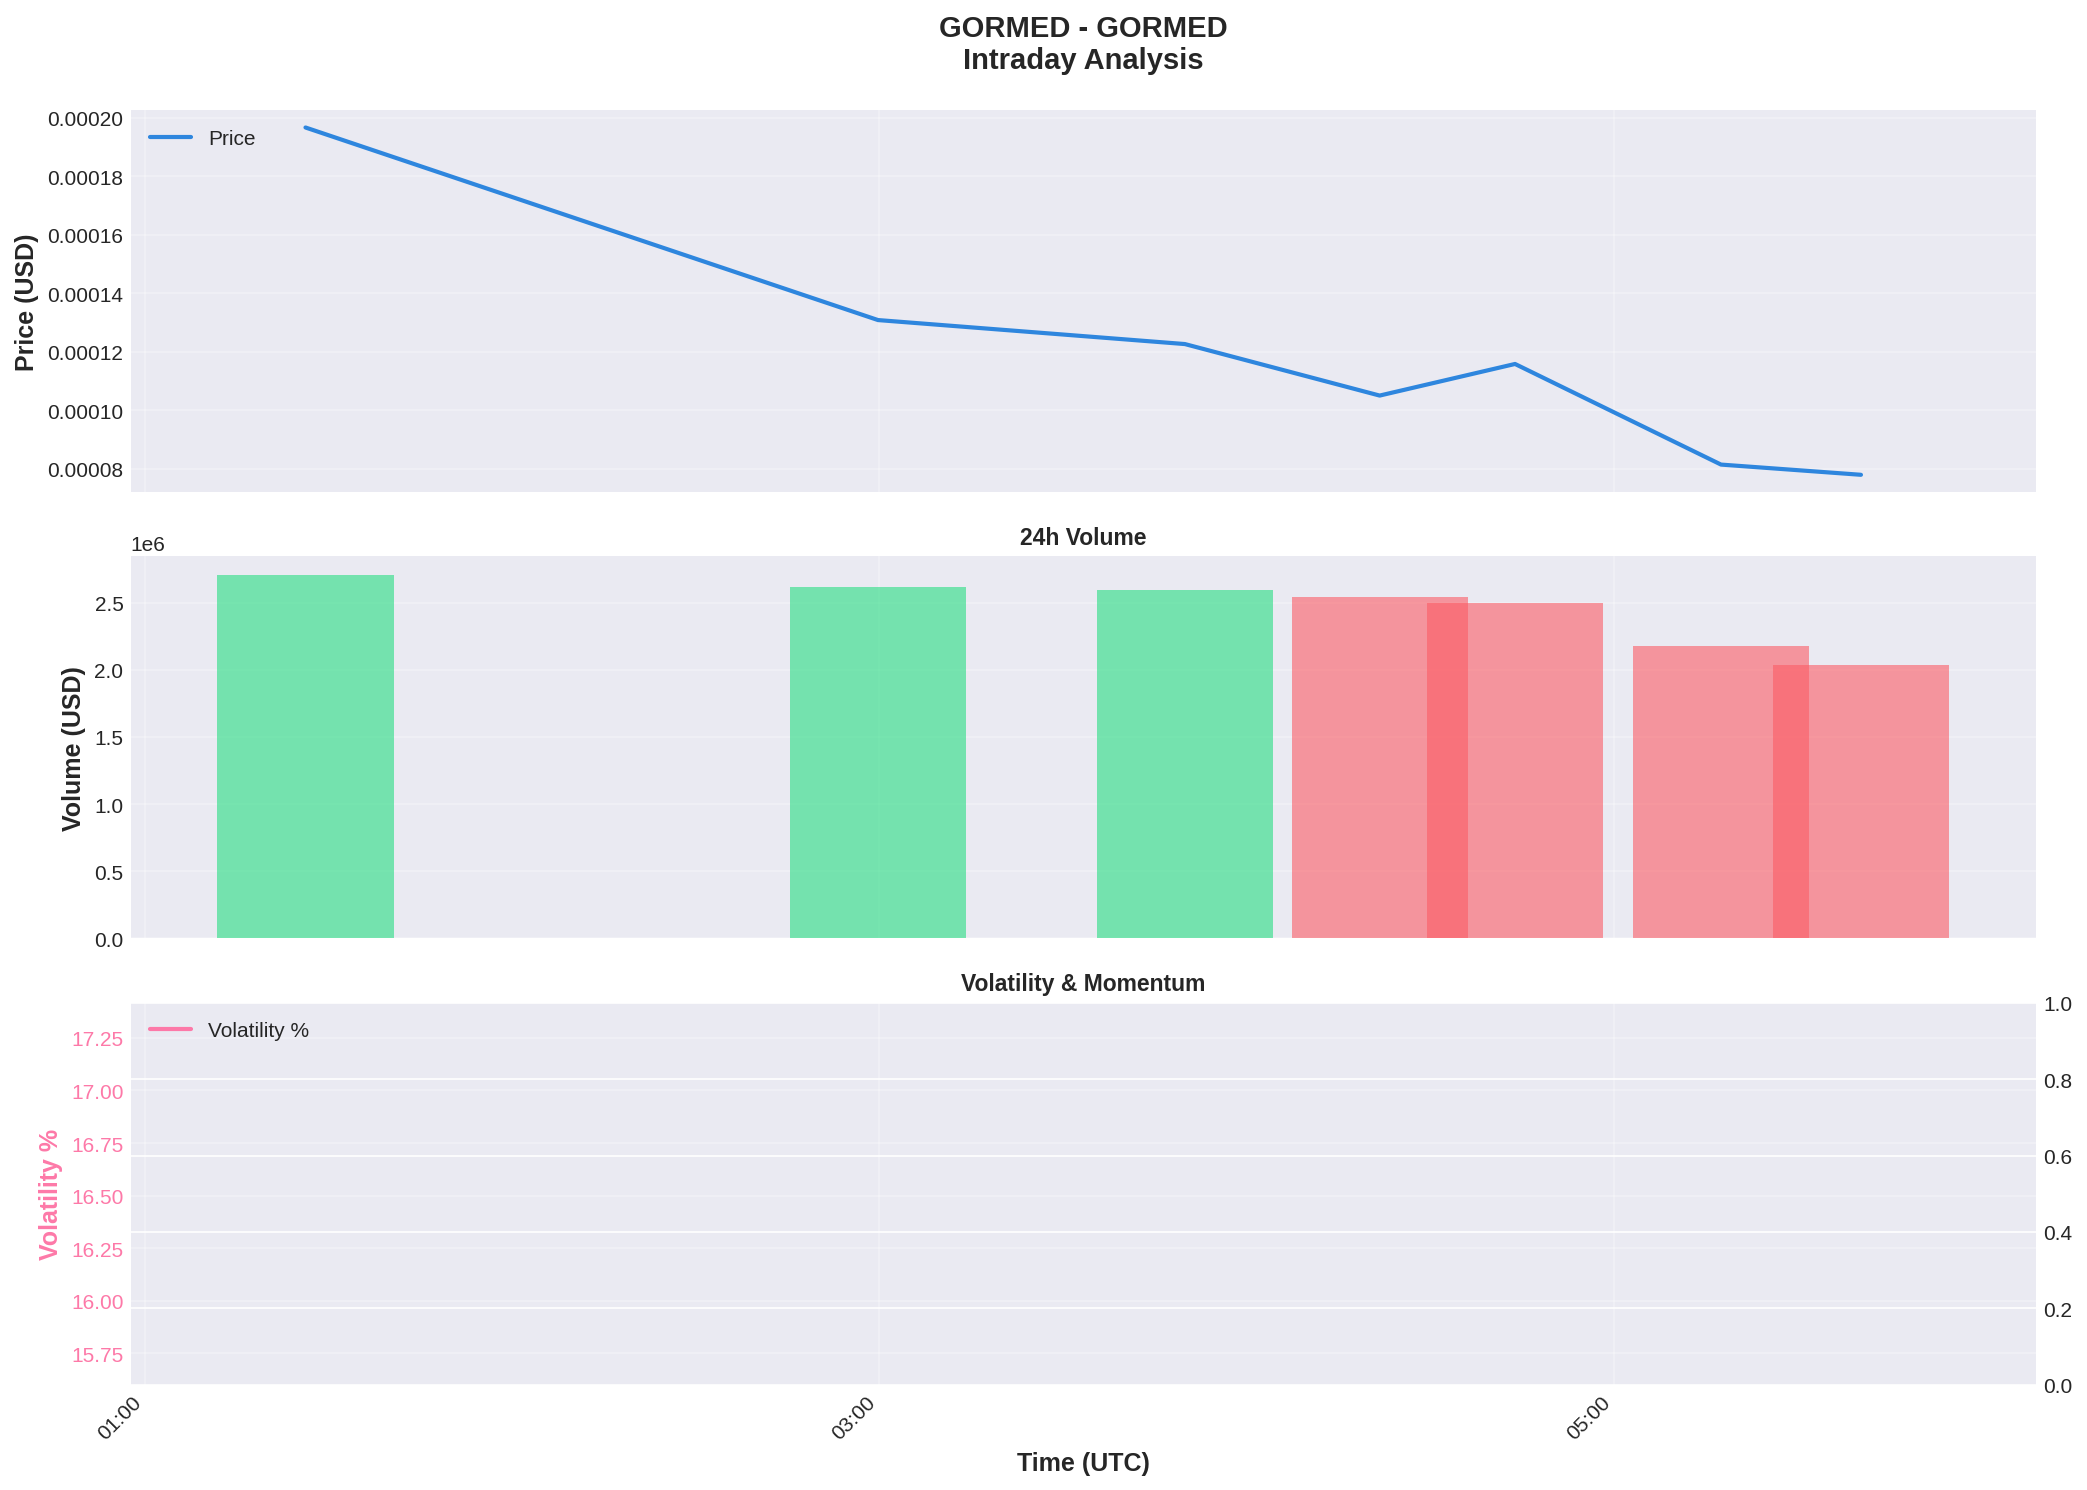 GORMED - GORMED
Intraday Analysis
Price
0.00020
0.00018
0.00016
0.00014
0.00012
0.00010
0.00008
Price (USD)
24h Volume
1e6
2.5
2.0
1.5
1.0
0.5
0.0
Volume (USD)
Volatility & Momentum
Volatility %
17.25
17.00
16.75
16.50
16.25
16.00
15.75
Volatility %
1.0
0.8
0.6
0.4
0.2
0.0
01:00
03:00
05:00
Time (UTC)